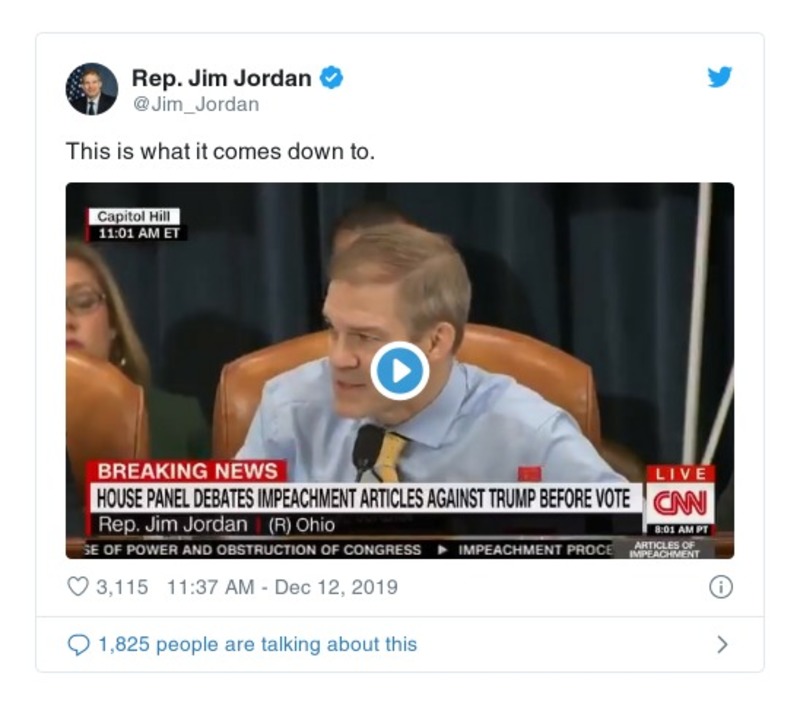 Rep. Jim Jordan
@Jim_Jordan
This is what it comes down to.
Capitol Hill
11:01 AM ET
BREAKING NEWS
HOUSE PANEL DEBATES IMPEACHMENT ARTICLES AGAINST TRUMP BEFORE VOTE
Rep. Jim Jordan (R) Ohio
LIVE
CNN
8:01 AM PT
SE OF POWER AND OBSTRUCTION OF CONGRESS ▶ IMPEACHMENT PROCE
ARTICLES OF
IMPEACHMENT
3,115 11:37 AM - Dec 12, 2019
1,825 people are talking about this